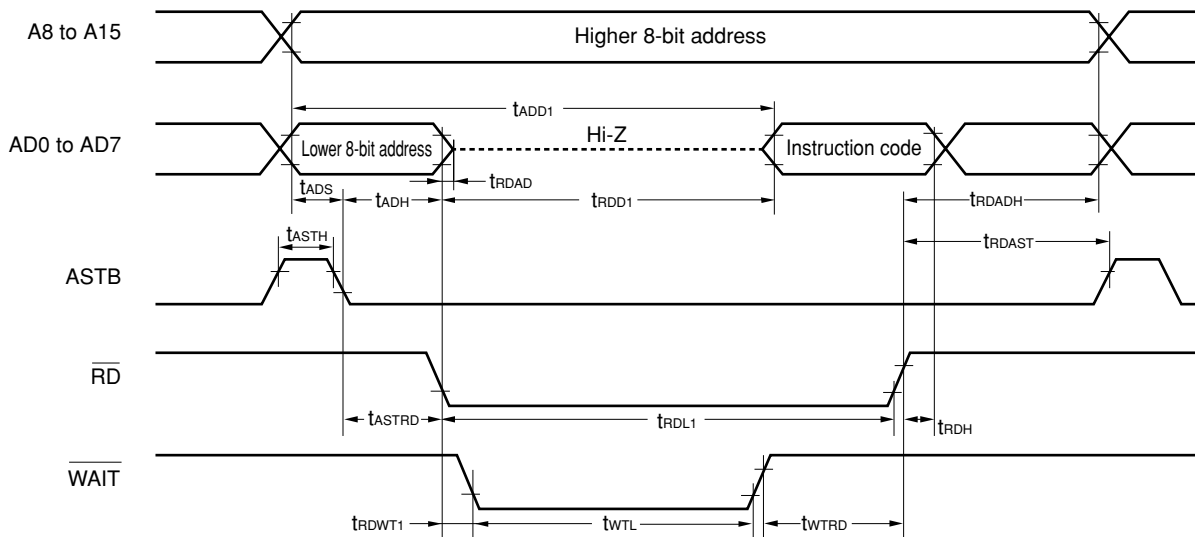 A8 to A15
Higher 8-bit address
tADD1
AD0 to AD7
Lower 8-bit address
Hi-Z
Instruction code
tADS
tADH
tRDAD
tRDD1
tRDADH
tASTH
tRDAST
ASTB
RD
tASTRD
tRDL1
tRDH
WAIT
tRDWT1
tWTL
tWTRD